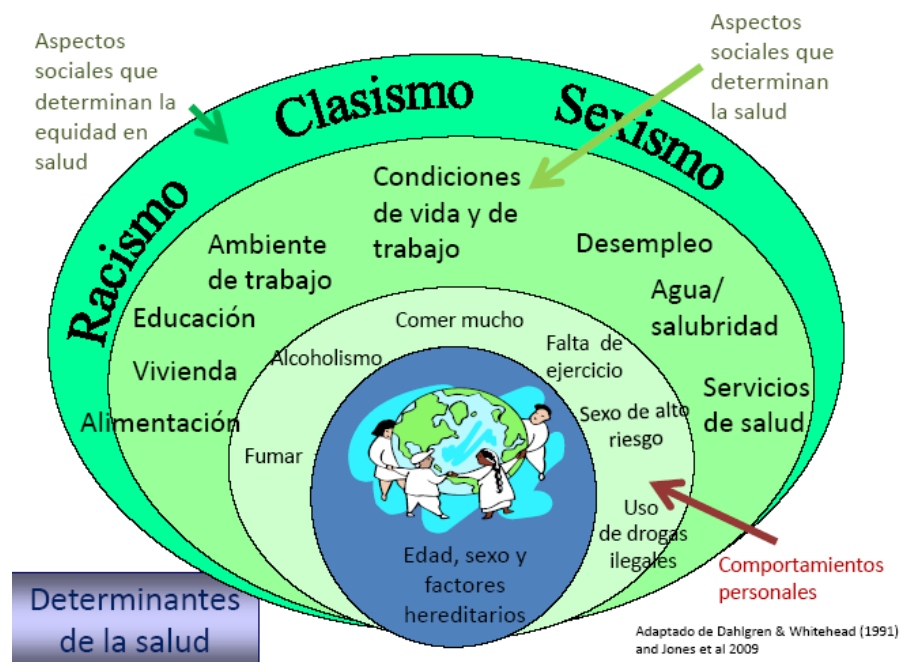 Aspectos
sociales que
determinan la
equidad en
salud
Aspectos
sociales que
determinan
la salud
Racismo
Clasismo
Sexismo
Condiciones
de vida y de
trabajo
Ambiente
de trabajo
Desempleo
Educación
Agua/
salubridad
Vivienda
Servicios
de salud
Alimentación
Comer mucho
Alcoholismo
Falta de
ejercicio
Fumar
Sexo de alto
riesgo
Uso
de drogas
ilegales
Edad, sexo y
factores
hereditarios
Comportamientos
personales
Determinantes
de la salud
Adaptado de Dahlgren & Whitehead (1991)
and Jones et al 2009